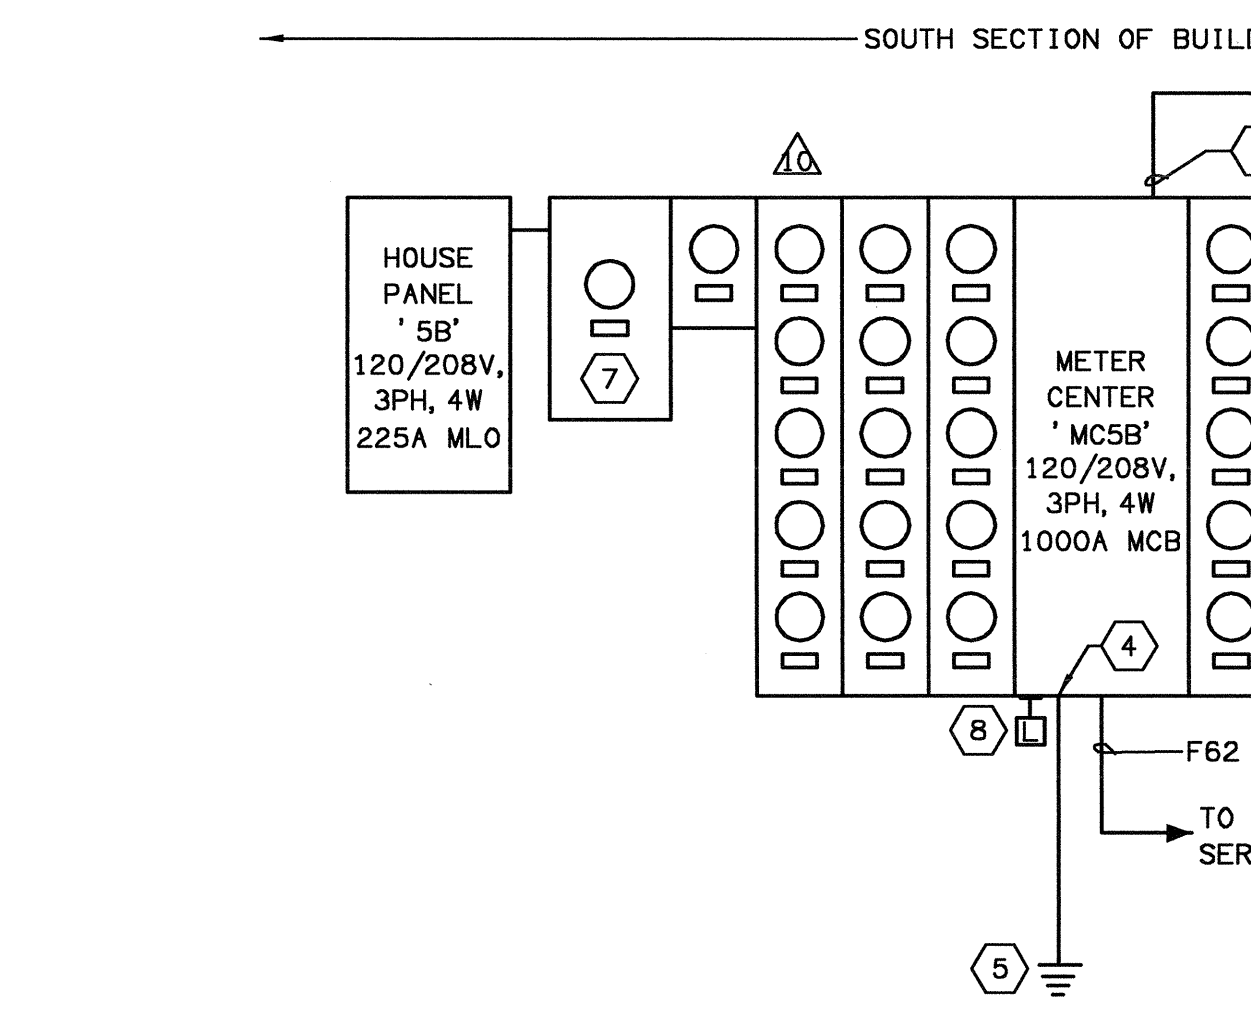 SOUTH SECTION OF BUILD
10
HOUSE
PANEL
'5B'
120/208V,
3PH, 4W
225A MLO
7
METER
CENTER
'MC5B'
120/208V,
3PH, 4W
1000A MCB
4
8
L
F62
TO
SER
5